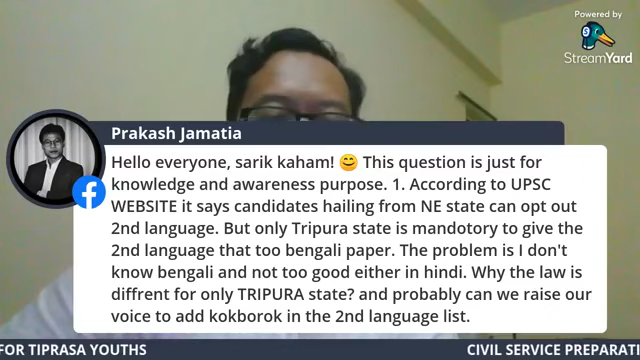 Powered by
StreamYard
Prakash Jamatia
Hello everyone, sarik kaham! 😊 This question is just for
knowledge and awareness purpose. 1. According to UPSC
WEBSITE it says candidates hailing from NE state can opt out
2nd language. But only Tripura state is mandotory to give the
2nd language that too bengali paper. The problem is I don't
know bengali and not too good either in hindi. Why the law is
diffrent for only TRIPURA state? and probably can we raise our
voice to add kokborok in the 2nd language list.
FOR TIPRASA YOUTHS CIVIL SERVICE PREPARATI